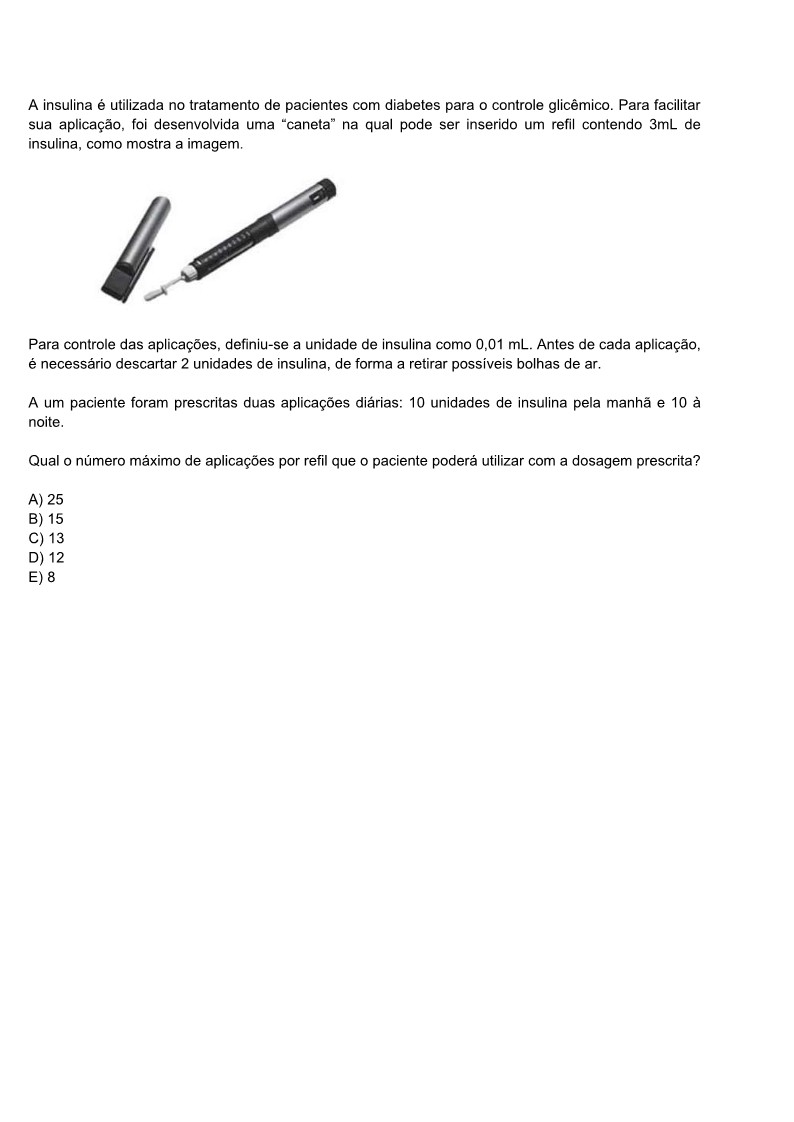 A insulina é utilizada no tratamento de pacientes com diabetes para o controle glicêmico. Para facilitar
sua aplicação, foi desenvolvida uma “caneta” na qual pode ser inserido um refil contendo 3mL de
insulina, como mostra a imagem.
Para controle das aplicações, definiu-se a unidade de insulina como 0,01 mL. Antes de cada aplicação,
é necessário descartar 2 unidades de insulina, de forma a retirar possíveis bolhas de ar.
A um paciente foram prescritas duas aplicações diárias: 10 unidades de insulina pela manhã e 10 à
noite.
Qual o número máximo de aplicações por refil que o paciente poderá utilizar com a dosagem prescrita?
A) 25
B) 15
C) 13
D) 12
E) 8